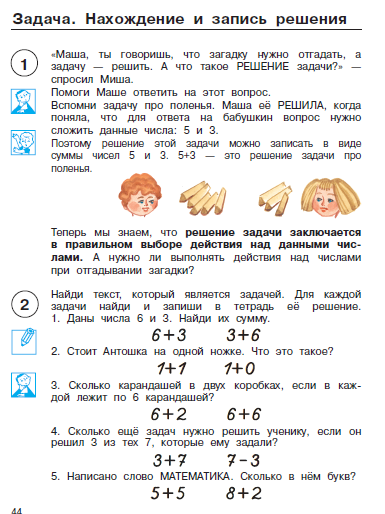 Задача. Нахождение и запись решения
1
«Маша, ты говоришь, что загадку нужно отгадать, а
задачу — решить. А что такое РЕШЕНИЕ задачи?» —
спросил Миша.
Помоги Маше ответить на этот вопрос.
Вспомни задачу про поленья. Маша её РЕШИЛА, когда
поняла, что для ответа на бабушкин вопрос нужно
сложить данные числа: 5 и 3.
Поэтому решение этой задачи можно записать в виде
суммы чисел 5 и 3. 5+3 — это решение задачи про
поленья.
Теперь мы знаем, что решение задачи заключается
в правильном выборе действия над данными чис-
лами. А нужно ли выполнять действия над числами
при отгадывании загадки?
2
Найди текст, который является задачей. Для каждой
задачи найди и запиши в тетрадь её решение.
1. Даны числа 6 и 3. Найди их сумму.
6+3 3+6
2. Стоит Антошка на одной ножке. Что это такое?
1+1 1+0
3. Сколько карандашей в двух коробках, если в каж-
дой лежит по 6 карандашей?
6+2 6+6
4. Сколько ещё задач нужно решить ученику, если он
решил 3 из тех 7, которые ему задали?
3+7 7-3
5. Написано слово МАТЕМАТИКА. Сколько в нём букв?
5+5 8+2
44